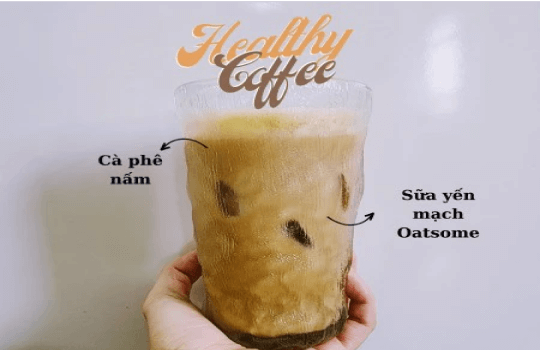 Healthy
Coffee
Cà phê
nấm
Sữa yến
mạch
Oatsome